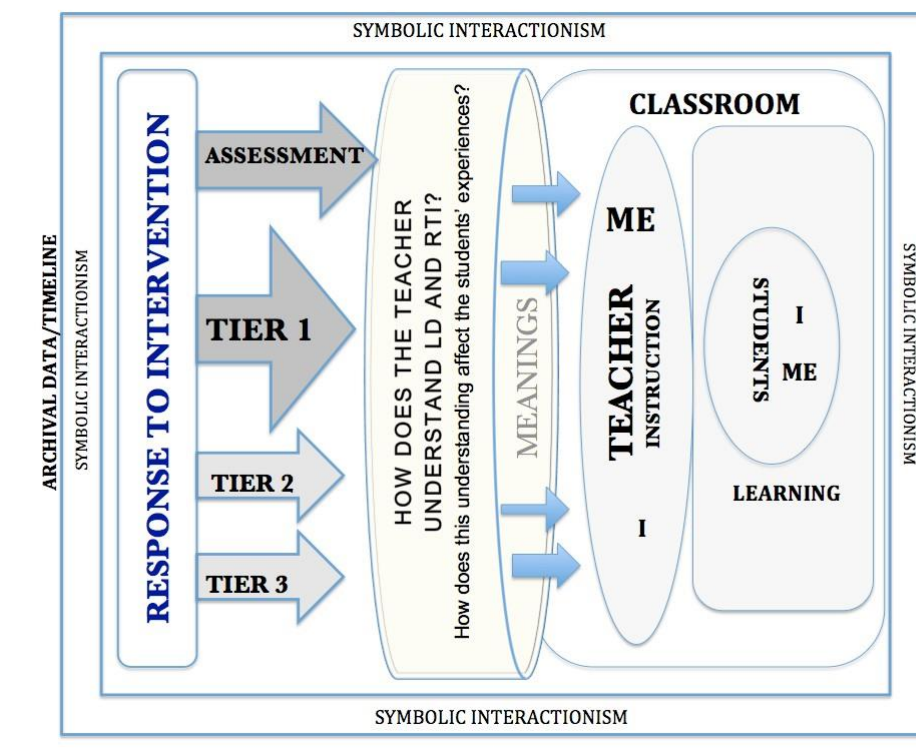 SYMBOLIC INTERACTIONISM
ARCHIVAL DATA/TIMELINE
SYMBOLIC INTERACTIONISM
RESPONSE TO INTERVENTION
ASSESSMENT
TIER 1
TIER 2
TIER 3
HOW DOES THE TEACHER
UNDERSTAND LD AND RTI?
How does this understanding affect the students' experiences?
MEANINGS
CLASSROOM
ME
TEACHER
INSTRUCTION
I
STUDENTS
I
ME
LEARNING
SYMBOLIC INTERACTIONISM
SYMBOLIC INTERACTIONISM